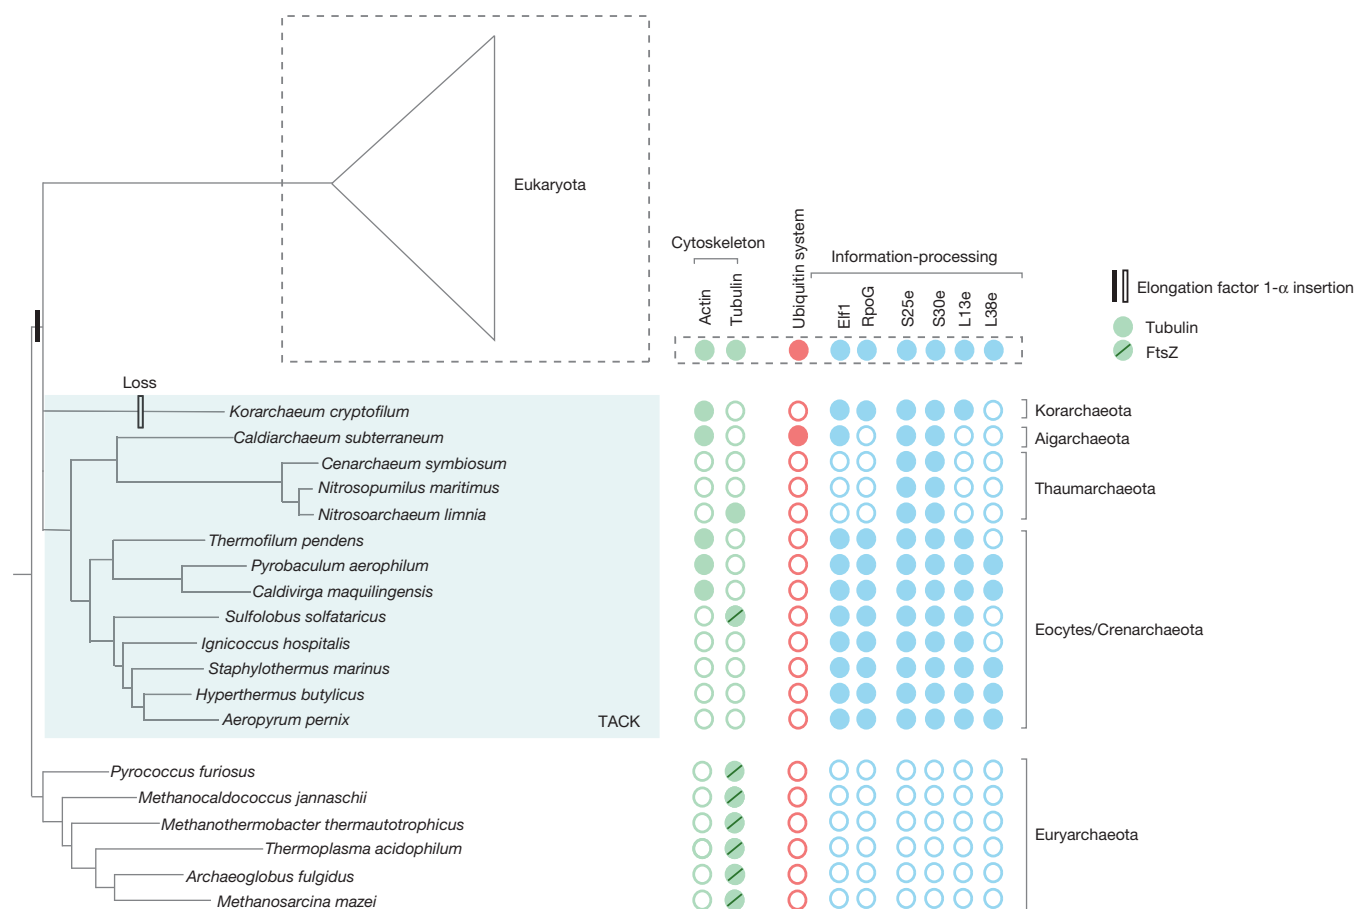 Eukaryota
Cytoskeleton
Information-processing
Actin
Tubulin
Ubiquitin system
Elf1
RpoG
S25e
S30e
L13e
L38e
Elongation factor 1-α insertion
Tubulin
FtsZ
Loss
Korarchaeum cryptofilum
Korarchaeota
Caldiarchaeum subterraneum
Aigarchaeota
Cenarchaeum symbiosum
Nitrosopumilus maritimus
Thaumarchaeota
Nitrosoarchaeum limnia
Thermofilum pendens
Pyrobaculum aerophilum
Caldivirga maquilingensis
Sulfolobus solfataricus
Eocytes/Crenarchaeota
Ignicoccus hospitalis
Staphylothermus marinus
Hyperthermus butylicus
Aeropyrum pernix
TACK
Pyrococcus furiosus
Methanocaldococcus jannaschii
Methanothermobacter thermautotrophicus
Euryarchaeota
Thermoplasma acidophilum
Archaeoglobus fulgidus
Methanosarcina mazei